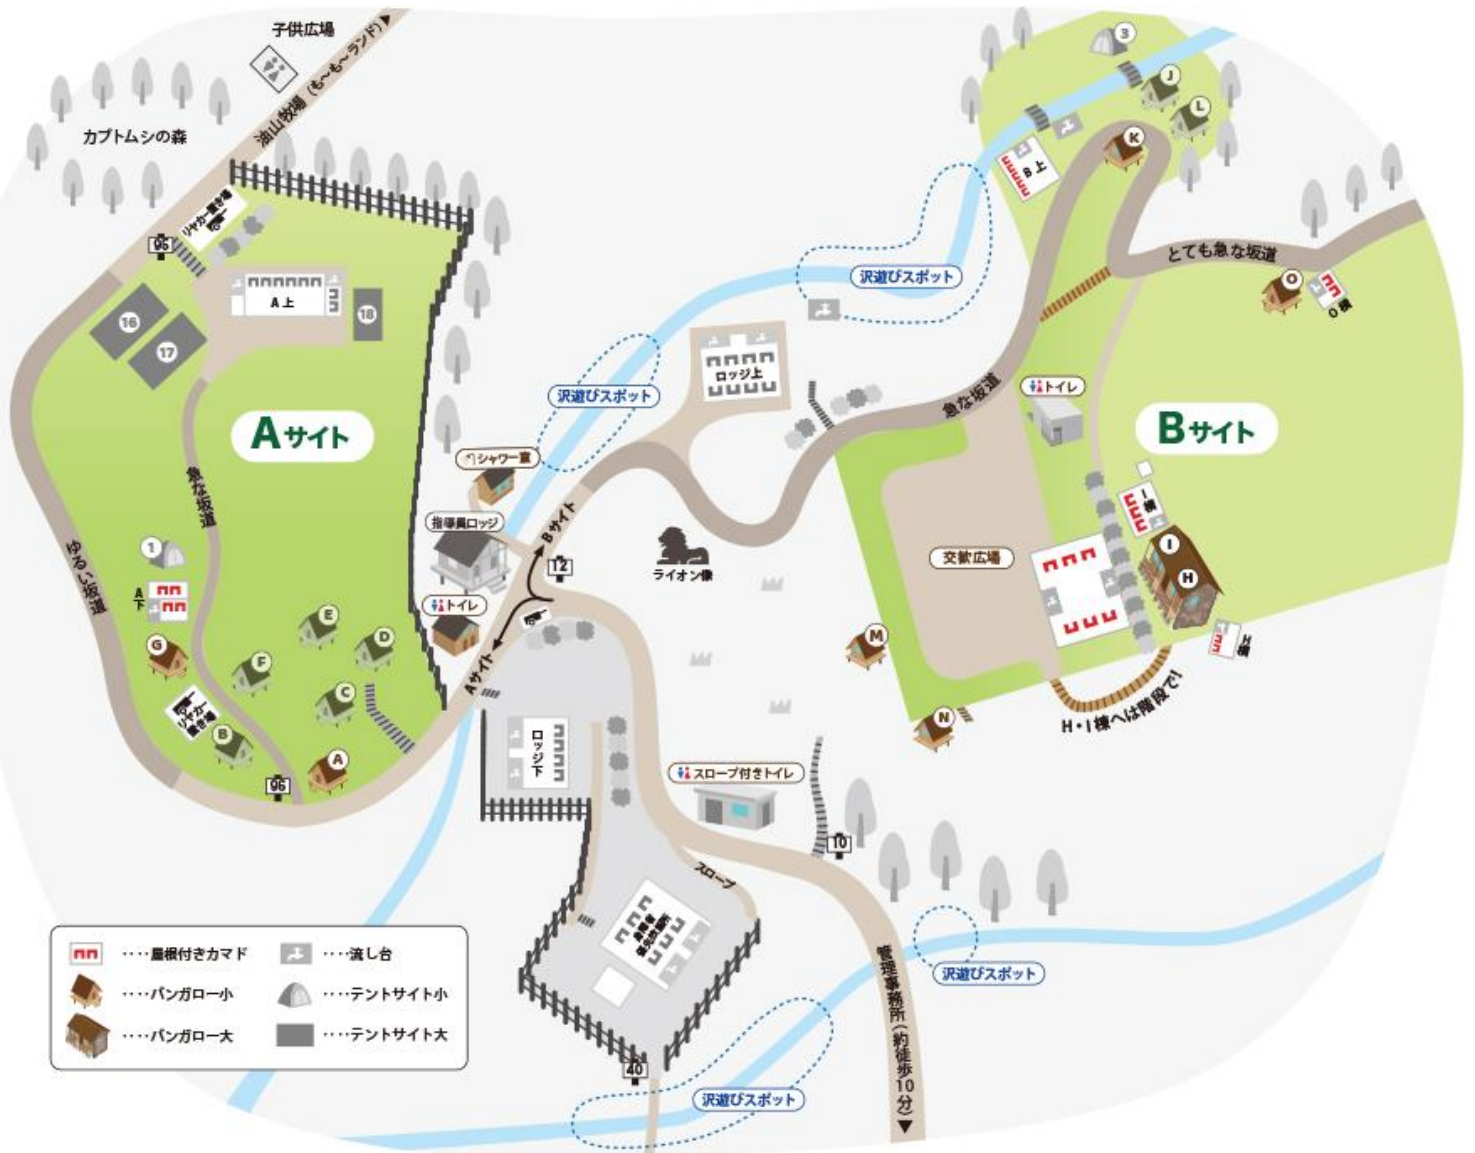 子供広場
油山牧場(も〜も〜ランド)▶
カブトムシの森
リヤカー置き場
96
A上
16
17
18
Aサイト
急な坂道
ゆるい坂道
1
A下
G
E
D
F
C
リヤカー置き場
B
A
96
シャワー室
指導員ロッジ
トイレ
Bサイト
12
Aサイト
沢遊びスポット
沢遊びスポット
ロッジ上
ライオン像
ロッジ下
スロープ付きトイレ
スロープ
10
40
管理事務所(約徒歩10分)▶
沢遊びスポット
沢遊びスポット
3
J
L
K
B上
とても急な坂道
O
O棟
急な坂道
トイレ
Bサイト
I棟
I
H
H棟
交歓広場
M
N
H・I棟へは階段で!
‥‥屋根付きカマド
‥‥流し台
‥‥バンガロー小
‥‥テントサイト小
‥‥バンガロー大
‥‥テントサイト大